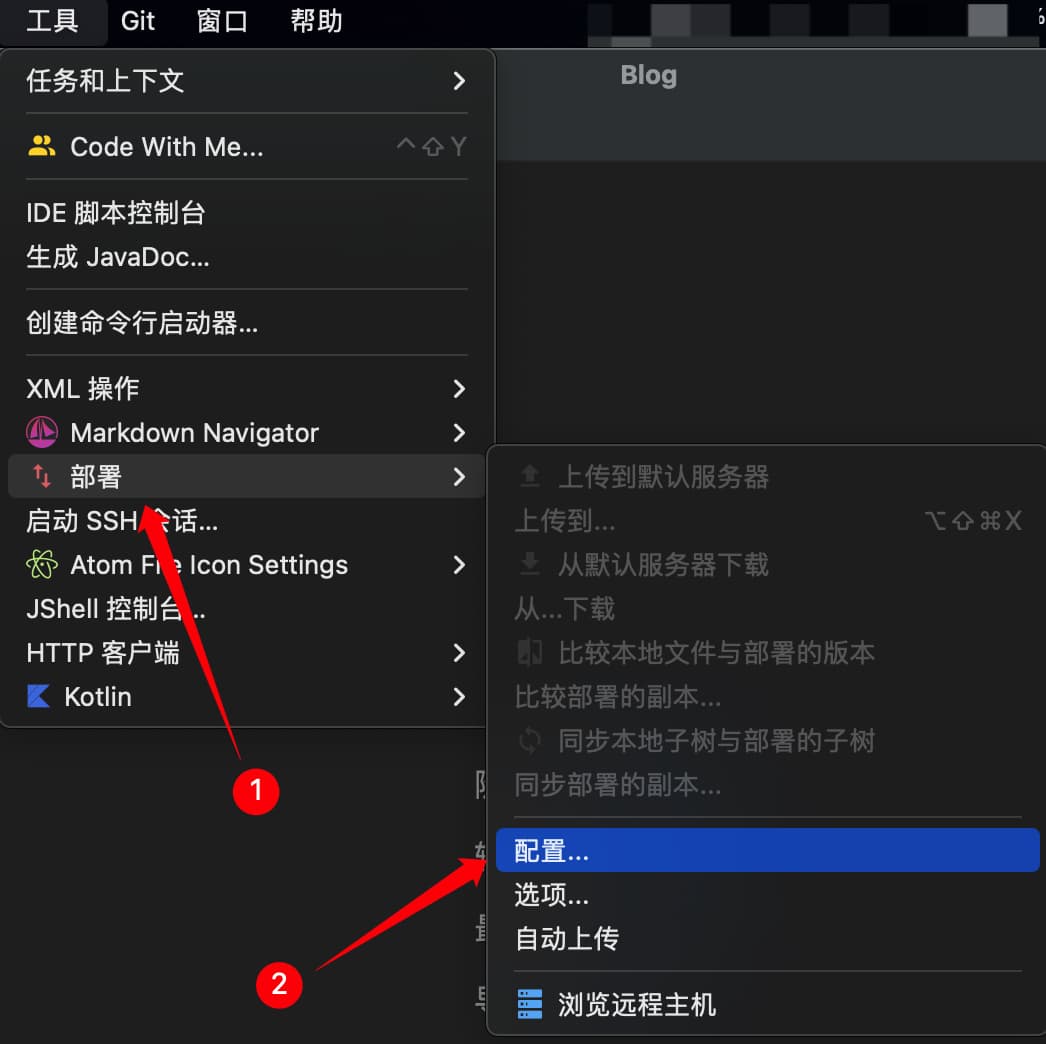 工具 Git 窗口 帮助
Blog
任务和上下文
Code With Me... ^⇧Y
IDE 脚本控制台
生成 JavaDoc...
创建命令行启动器...
XML 操作
Markdown Navigator
部署
启动 SSH 会话...
Atom File Icon Settings
JShell 控制台...
HTTP 客户端
Kotlin
上传到默认服务器
上传到... ⌥⇧⌘X
从默认服务器下载
从...下载
比较本地文件与部署的版本
比较部署的副本...
同步本地子树与部署的子树
同步部署的副本...
配置...
选项...
自动上传
浏览远程主机
1
2